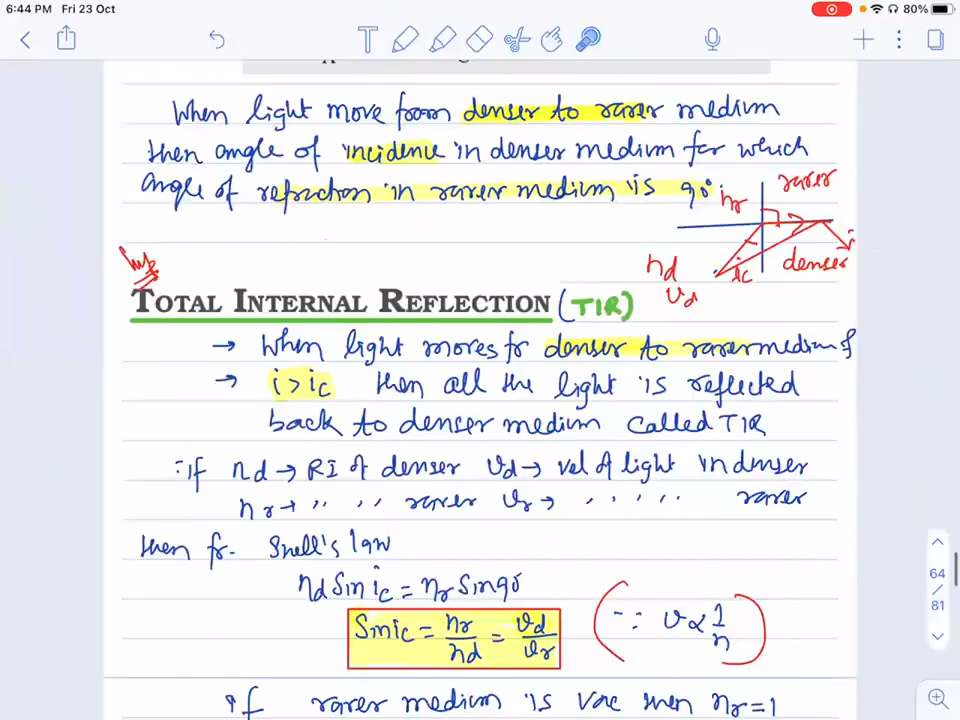 6:44 PM Fri 23 Oct
80%
When light move from denser to rarer medium
then angle of incidence in denser medium for which
angle of refraction in rarer medium is 90°
nr
rarer
nd
ic
denser
vd
Imp
TOTAL INTERNAL REFLECTION (TIR)
→ When light moves fr denser to rarer medium &
→ i > ic then all the light is reflected
back to denser medium called TIR
∵ if nd → RI of denser vd → vel of light in denser
nr → ,, ,, rarer vr → ,, ,, ,, rarer
then fr. Snell's law
nd Sin ic = nr Sin 90
Sin ic = nr/nd = vd/vr
(∵ v ∝ 1/n)
64
/
81
if rarer medium is vac then nr = 1